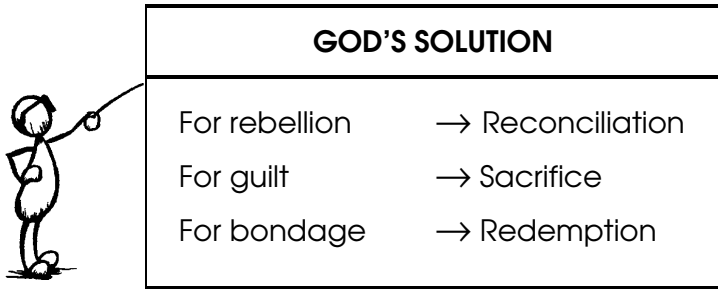 GOD'S SOLUTION
For rebellion → Reconciliation
For guilt → Sacrifice
For bondage → Redemption